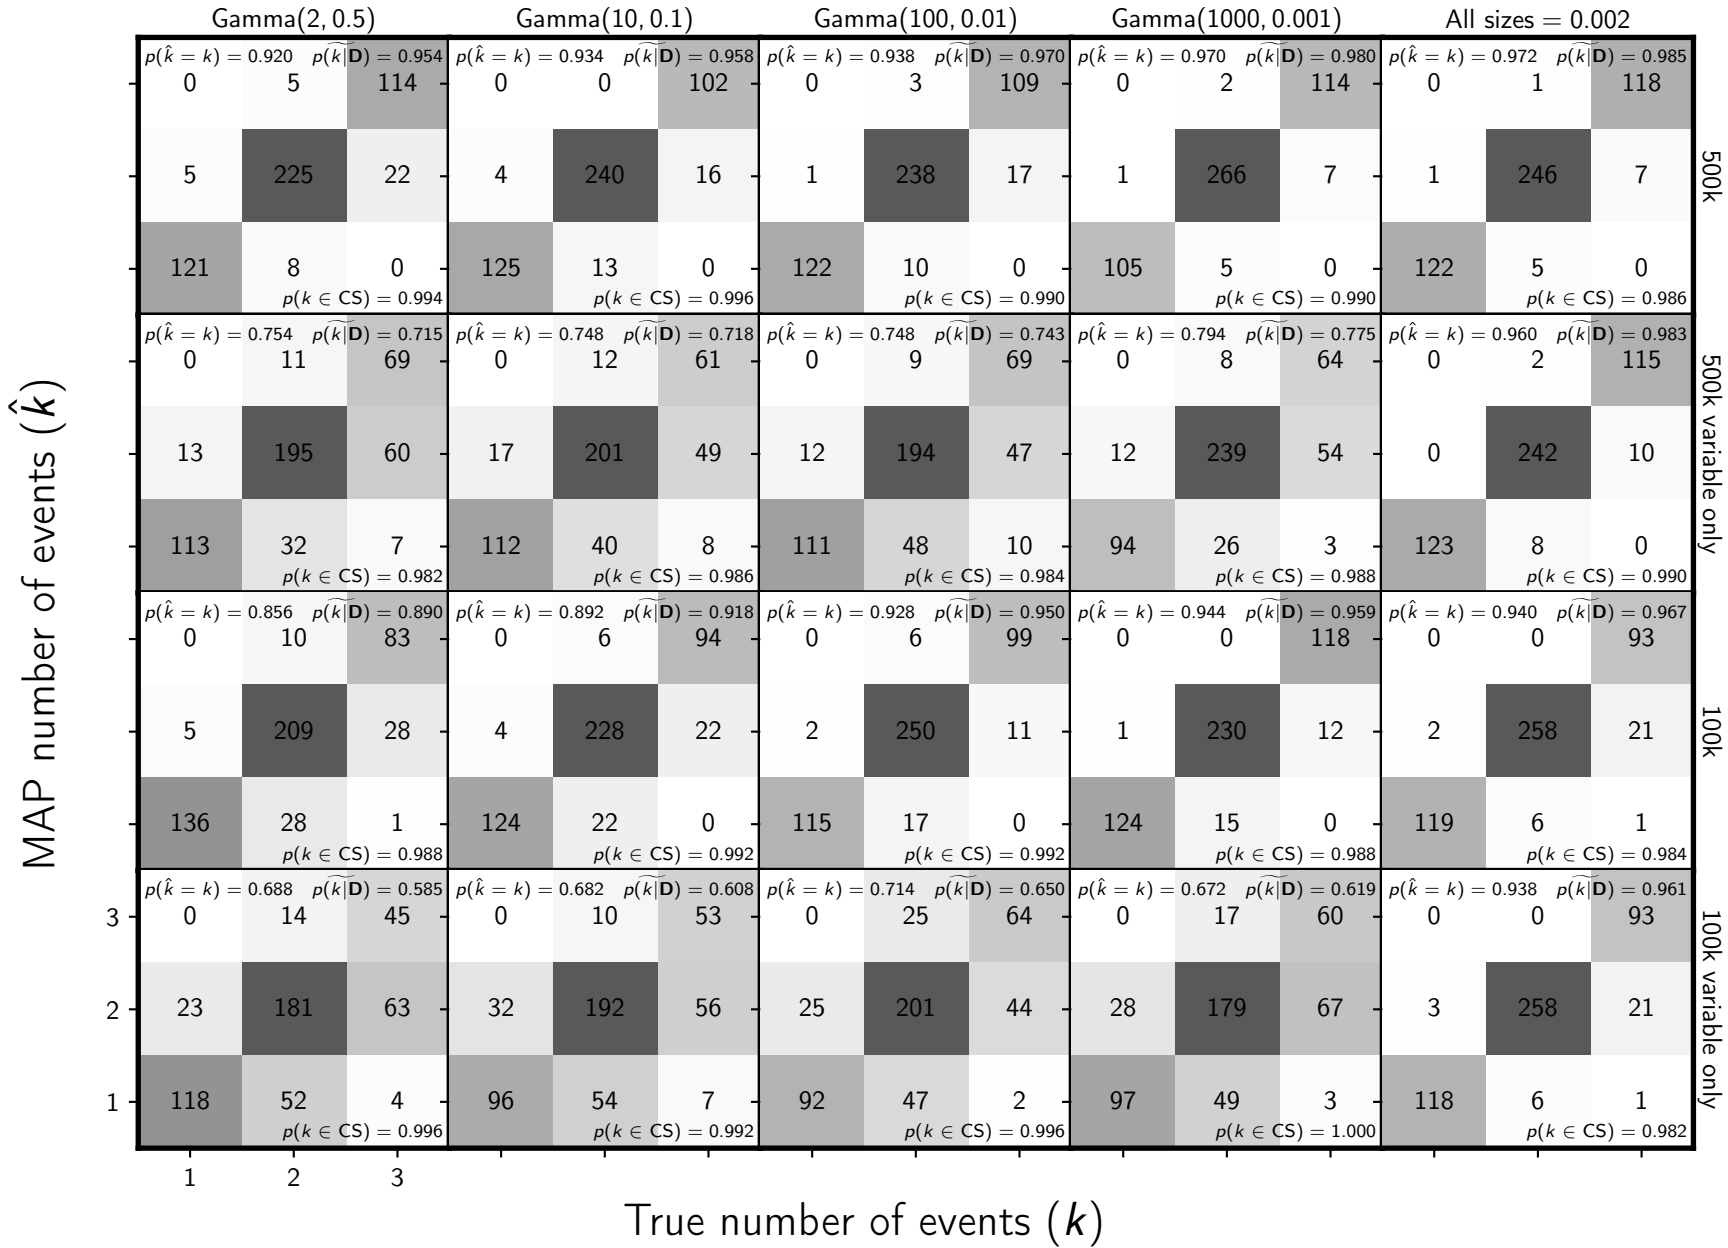 Gamma(2, 0.5) Gamma(10, 0.1) Gamma(100, 0.01) Gamma(1000, 0.001) All sizes = 0.002
p(k̂ = k) = 0.920 p(k|D) = 0.954 p(k̂ = k) = 0.934 p(k|D) = 0.958 p(k̂ = k) = 0.938 p(k|D) = 0.970 p(k̂ = k) = 0.970 p(k|D) = 0.980 p(k̂ = k) = 0.972 p(k|D) = 0.985
0 5 114 0 0 102 0 3 109 0 2 114 0 1 118
5 225 22 4 240 16 1 238 17 1 266 7 1 246 7
500k
121 8 0 125 13 0 122 10 0 105 5 0 122 5 0
p(k ∈ CS) = 0.994 p(k ∈ CS) = 0.996 p(k ∈ CS) = 0.990 p(k ∈ CS) = 0.990 p(k ∈ CS) = 0.986
p(k̂ = k) = 0.754 p(k|D) = 0.715 p(k̂ = k) = 0.748 p(k|D) = 0.718 p(k̂ = k) = 0.748 p(k|D) = 0.743 p(k̂ = k) = 0.794 p(k|D) = 0.775 p(k̂ = k) = 0.960 p(k|D) = 0.983
0 11 69 0 12 61 0 9 69 0 8 64 0 2 115
13 195 60 17 201 49 12 194 47 12 239 54 0 242 10
500k variable only
113 32 7 112 40 8 111 48 10 94 26 3 123 8 0
p(k ∈ CS) = 0.982 p(k ∈ CS) = 0.986 p(k ∈ CS) = 0.984 p(k ∈ CS) = 0.988 p(k ∈ CS) = 0.990
MAP number of events (k̂)
p(k̂ = k) = 0.856 p(k|D) = 0.890 p(k̂ = k) = 0.892 p(k|D) = 0.918 p(k̂ = k) = 0.928 p(k|D) = 0.950 p(k̂ = k) = 0.944 p(k|D) = 0.959 p(k̂ = k) = 0.940 p(k|D) = 0.967
0 10 83 0 6 94 0 6 99 0 0 118 0 0 93
5 209 28 4 228 22 2 250 11 1 230 12 2 258 21
100k
136 28 1 124 22 0 115 17 0 124 15 0 119 6 1
p(k ∈ CS) = 0.988 p(k ∈ CS) = 0.992 p(k ∈ CS) = 0.992 p(k ∈ CS) = 0.988 p(k ∈ CS) = 0.984
p(k̂ = k) = 0.688 p(k|D) = 0.585 p(k̂ = k) = 0.682 p(k|D) = 0.608 p(k̂ = k) = 0.714 p(k|D) = 0.650 p(k̂ = k) = 0.672 p(k|D) = 0.619 p(k̂ = k) = 0.938 p(k|D) = 0.961
3 0 14 45 0 10 53 0 25 64 0 17 60 0 0 93
2 23 181 63 32 192 56 25 201 44 28 179 67 3 258 21
100k variable only
1 118 52 4 96 54 7 92 47 2 97 49 3 118 6 1
p(k ∈ CS) = 0.996 p(k ∈ CS) = 0.992 p(k ∈ CS) = 0.996 p(k ∈ CS) = 1.000 p(k ∈ CS) = 0.982
1 2 3
True number of events (k)